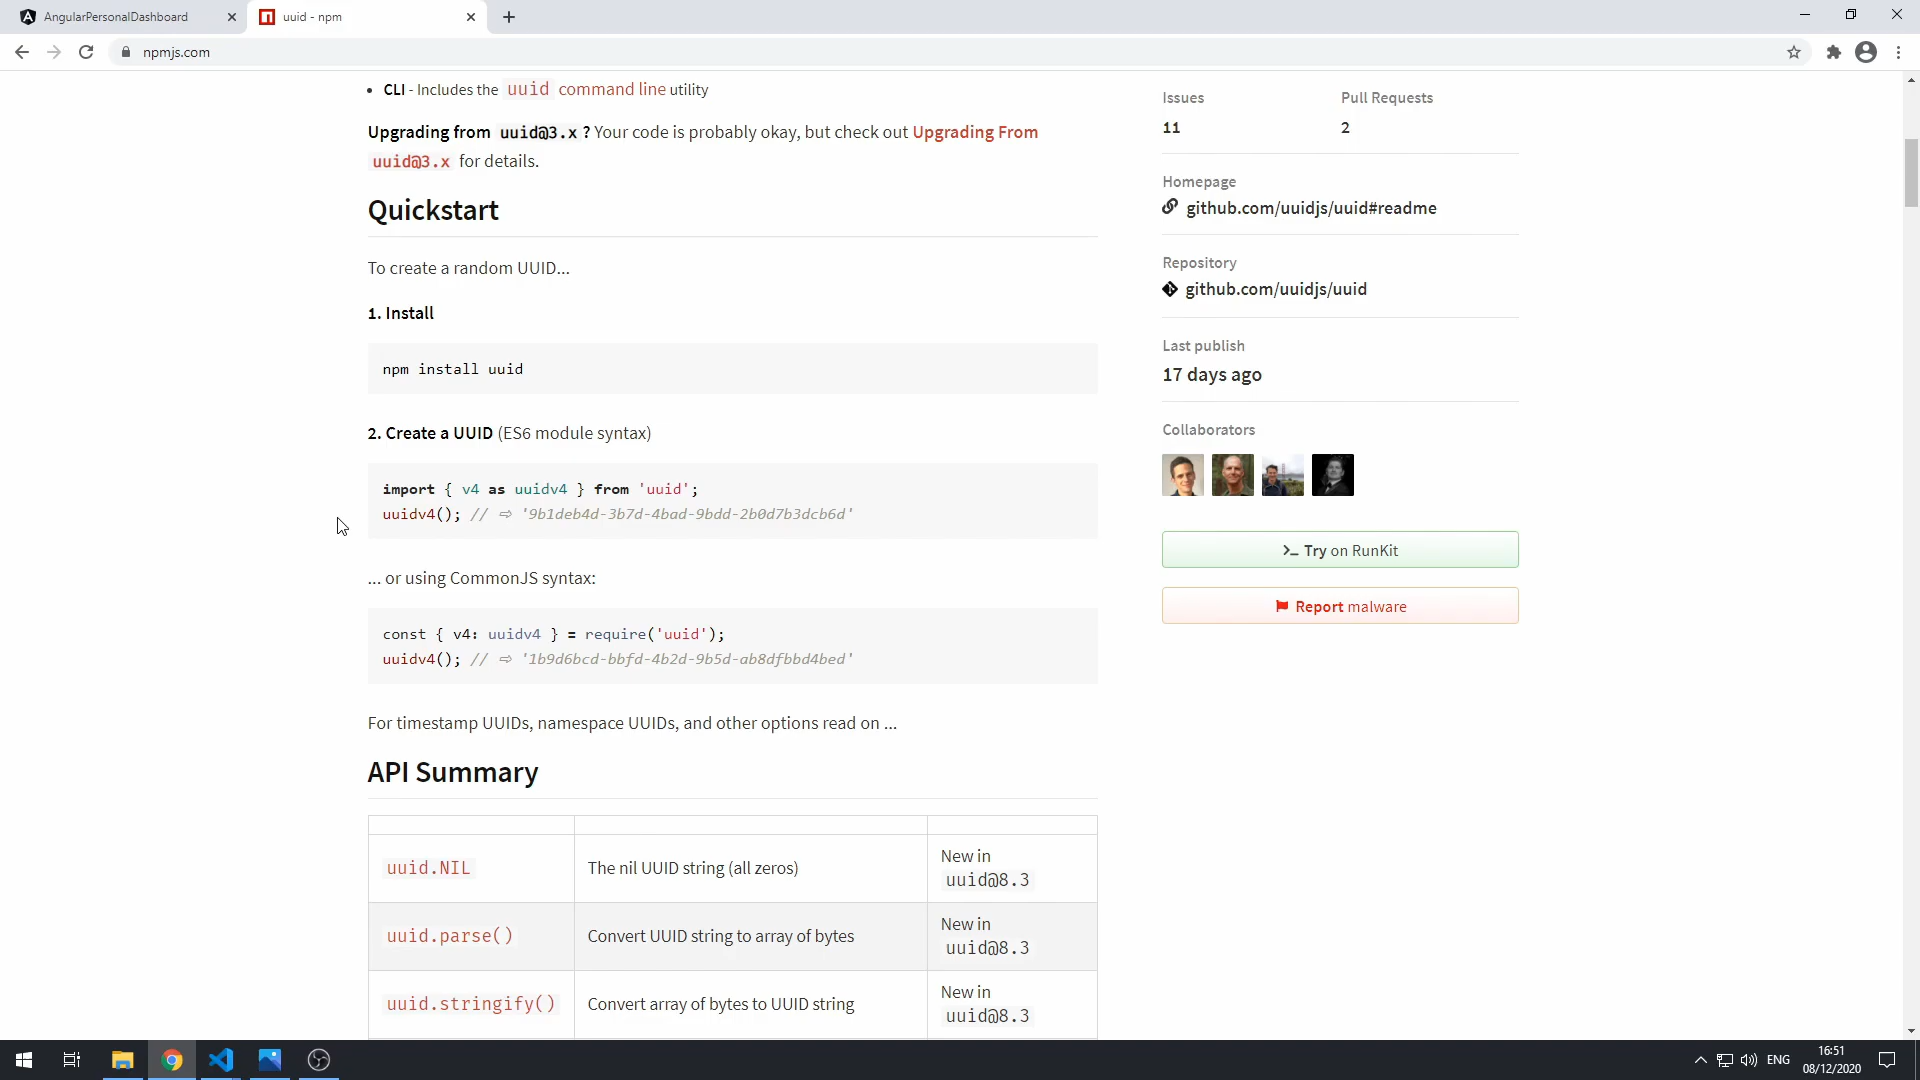 AngularPersonalDashboard
uuid - npm
npmjs.com
• CLI - Includes the uuid command line utility
Upgrading from uuid@3.x ? Your code is probably okay, but check out Upgrading From
uuid@3.x for details.
Quickstart
To create a random UUID...
1. Install
npm install uuid
2. Create a UUID (ES6 module syntax)
import { v4 as uuidv4 } from 'uuid';
uuidv4(); // ⇨ '9b1deb4d-3b7d-4bad-9bdd-2b0d7b3dcb6d'
... or using CommonJS syntax:
const { v4: uuidv4 } = require('uuid');
uuidv4(); // ⇨ '1b9d6bcd-bbfd-4b2d-9b5d-ab8dfbbd4bed'
For timestamp UUIDs, namespace UUIDs, and other options read on ...
API Summary
uuid.NIL
The nil UUID string (all zeros)
New in
uuid@8.3
uuid.parse()
Convert UUID string to array of bytes
New in
uuid@8.3
uuid.stringify()
Convert array of bytes to UUID string
New in
uuid@8.3
Issues
11
Pull Requests
2
Homepage
github.com/uuidjs/uuid#readme
Repository
github.com/uuidjs/uuid
Last publish
17 days ago
Collaborators
>_ Try on RunKit
Report malware
ENG
16:51
08/12/2020